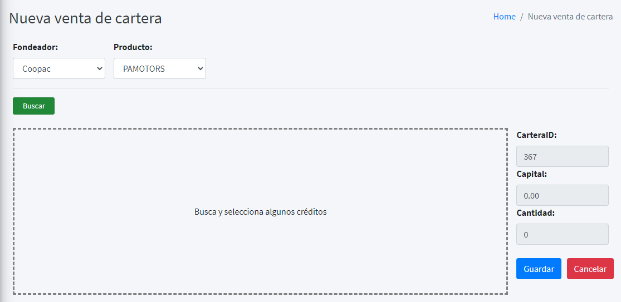 Nueva venta de cartera
Home / Nueva venta de cartera
Fondeador:
Producto:
Coopac
PAMOTORS
Buscar
Busca y selecciona algunos créditos
CarteraID:
367
Capital:
0.00
Cantidad:
0
Guardar
Cancelar